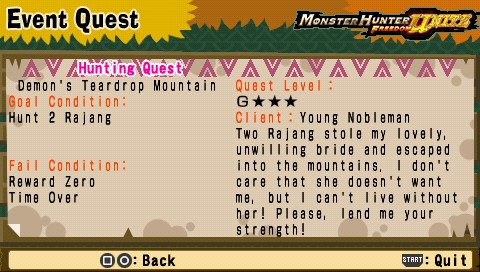 Event Quest
MONSTER HUNTER
FREEDOM UNITE
Hunting Quest
Demon's Teardrop Mountain
Goal Condition:
Hunt 2 Rajang
Fail Condition:
Reward Zero
Time Over
Quest Level:
G★★★
Client: Young Nobleman
Two Rajang stole my lovely,
unwilling bride and escaped
into the mountains, I don't
care that she doesn't want
me, but I can't live without
her! Please, lend me your
strength!
□○: Back
START: Quit